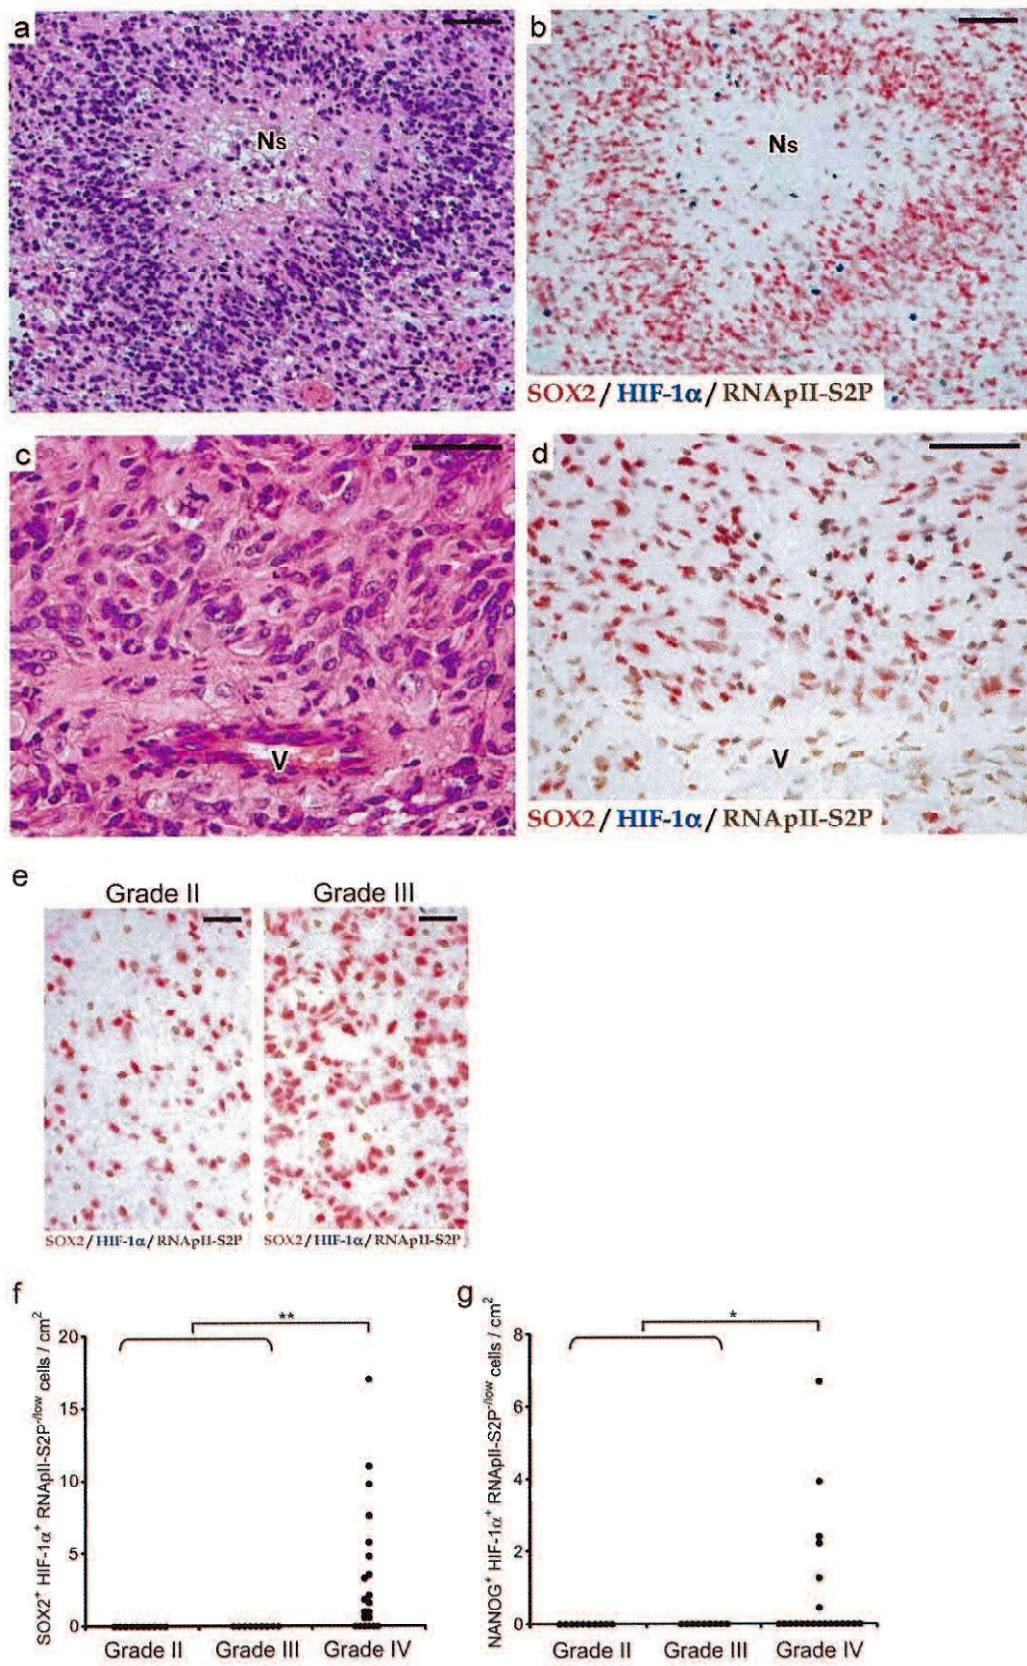 a
b
Ns
Ns
SOX2 / HIF-1α / RNApII-S2P
c
d
V
V
SOX2 / HIF-1α / RNApII-S2P
e
Grade II
Grade III
SOX2 / HIF-1α / RNApII-S2P
SOX2 / HIF-1α / RNApII-S2P
f
g
**
*
SOX2⁺ HIF-1α⁺ RNApII-S2P⁻/ˡᵒʷ cells / cm²
20
15
10
5
0
Grade II
Grade III
Grade IV
NANOG⁺ HIF-1α⁺ RNApII-S2P⁻/ˡᵒʷ cells / cm²
8
6
4
2
0
Grade II
Grade III
Grade IV